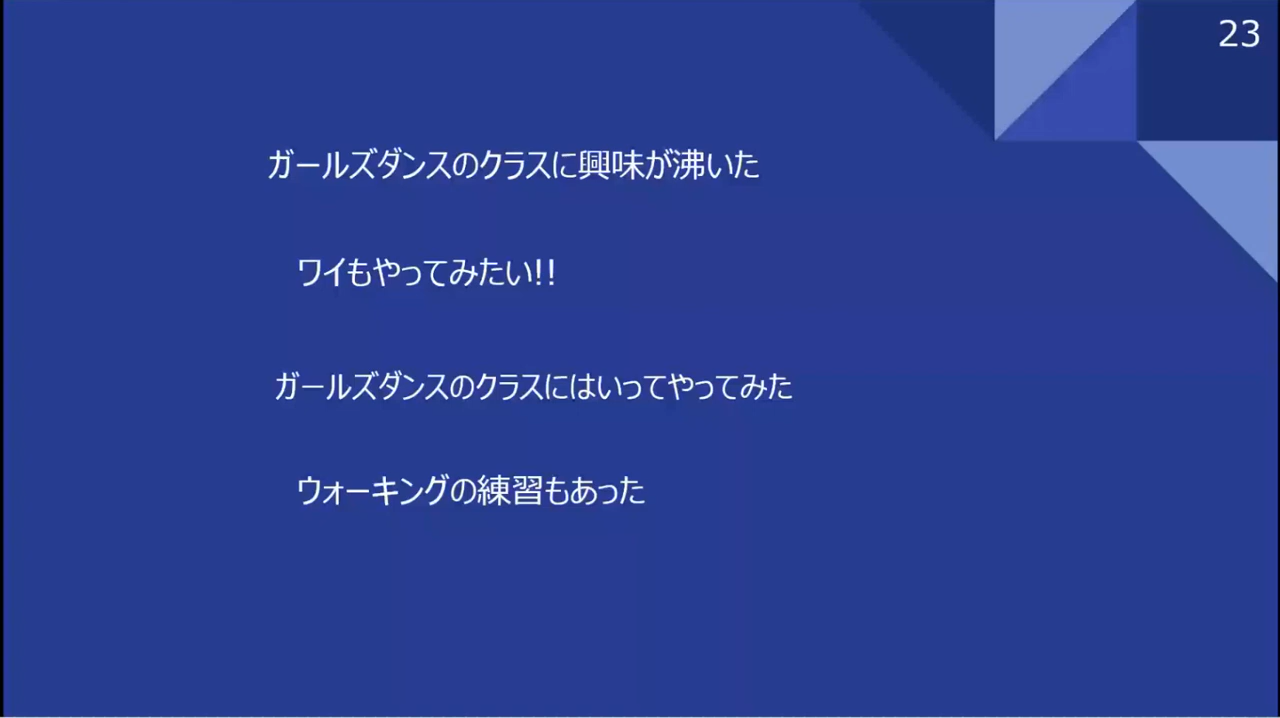 23
ガールズダンスのクラスに興味が沸いた
ワイもやってみたい!!
ガールズダンスのクラスにはいってやってみた
ウォーキングの練習もあった